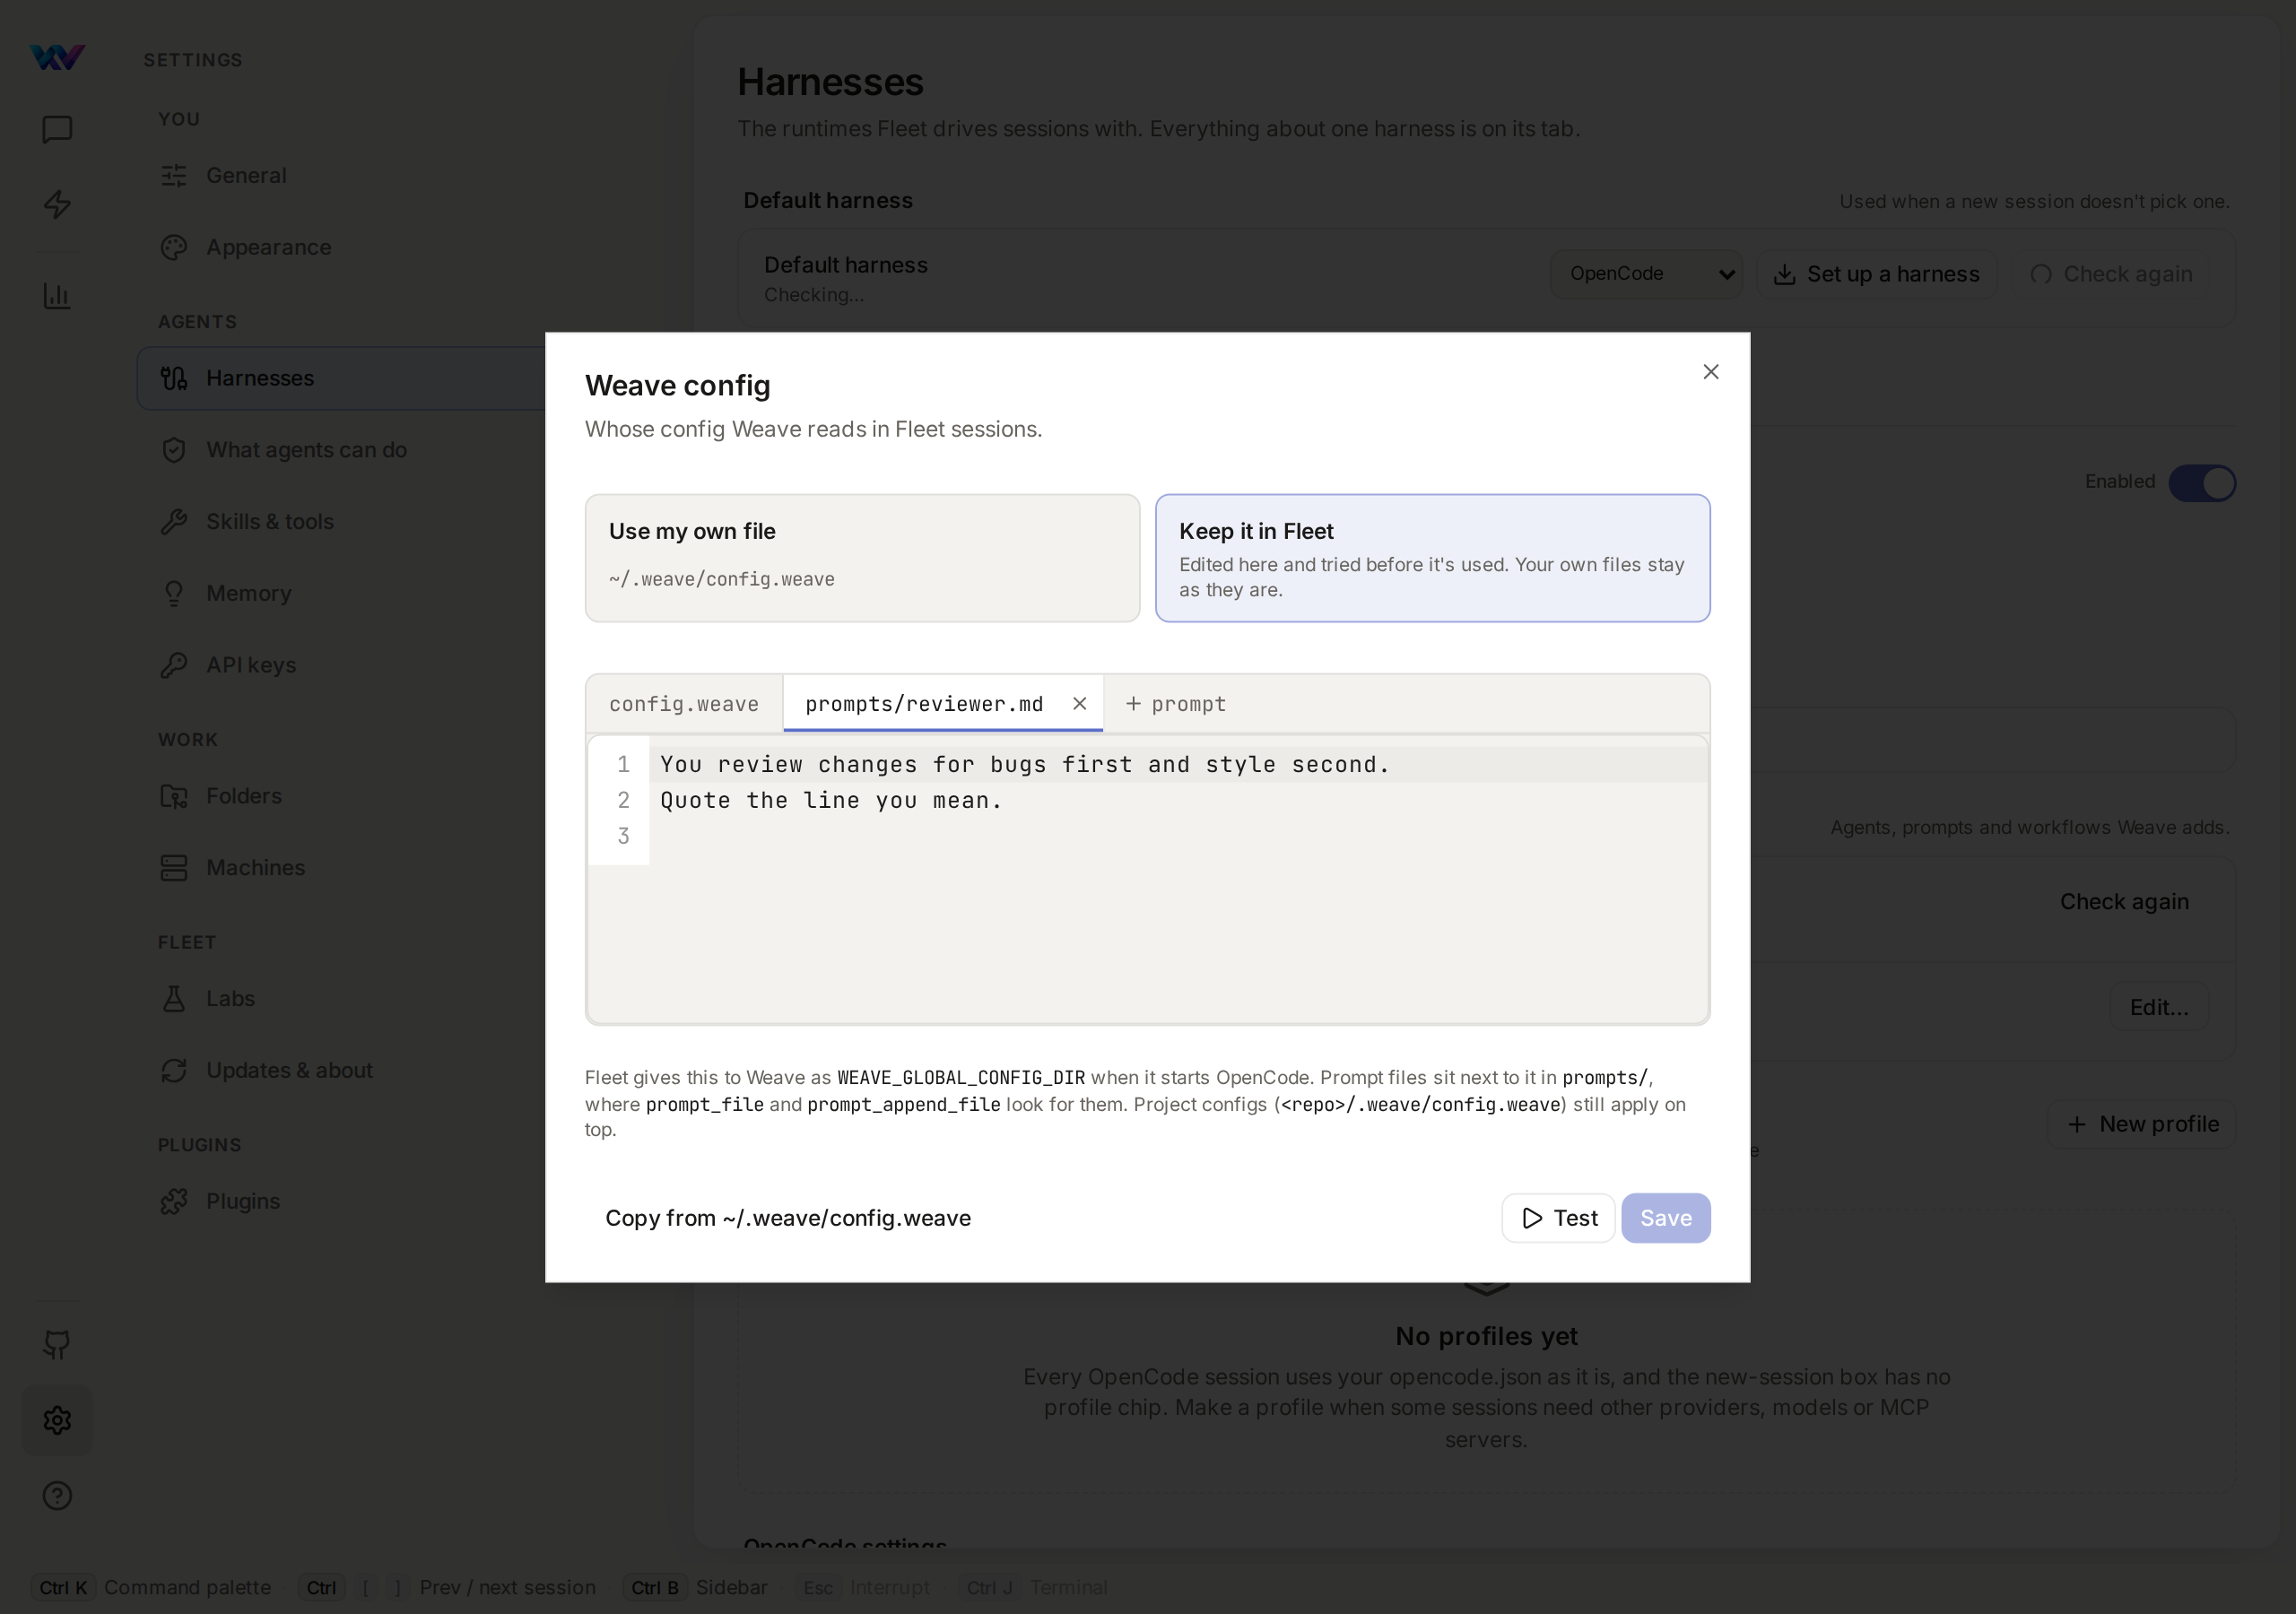 SETTINGS
YOU
General
Appearance
AGENTS
Harnesses
What agents can do
Skills & tools
Memory
API keys
WORK
Folders
Machines
FLEET
Labs
Updates & about
PLUGINS
Plugins
Harnesses
The runtimes Fleet drives sessions with. Everything about one harness is on its tab.
Default harness
Used when a new session doesn't pick one.
Default harness
Checking...
OpenCode
Set up a harness
Check again
Enabled
Agents, prompts and workflows Weave adds.
Check again
Edit...
New profile
Weave config
Whose config Weave reads in Fleet sessions.
Use my own file
~/.weave/config.weave
Keep it in Fleet
Edited here and tried before it's used. Your own files stay
as they are.
config.weave
prompts/reviewer.md
+ prompt
1 You review changes for bugs first and style second.
2 Quote the line you mean.
3
Fleet gives this to Weave as WEAVE_GLOBAL_CONFIG_DIR when it starts OpenCode. Prompt files sit next to it in prompts/,
where prompt_file and prompt_append_file look for them. Project configs (<repo>/.weave/config.weave) still apply on
top.
Copy from ~/.weave/config.weave
Test
Save
No profiles yet
Every OpenCode session uses your opencode.json as it is, and the new-session box has no
profile chip. Make a profile when some sessions need other providers, models or MCP
servers.
OpenCode settings
Ctrl K Command palette · Ctrl [ ] Prev / next session · Ctrl B Sidebar Esc Interrupt Ctrl J Terminal